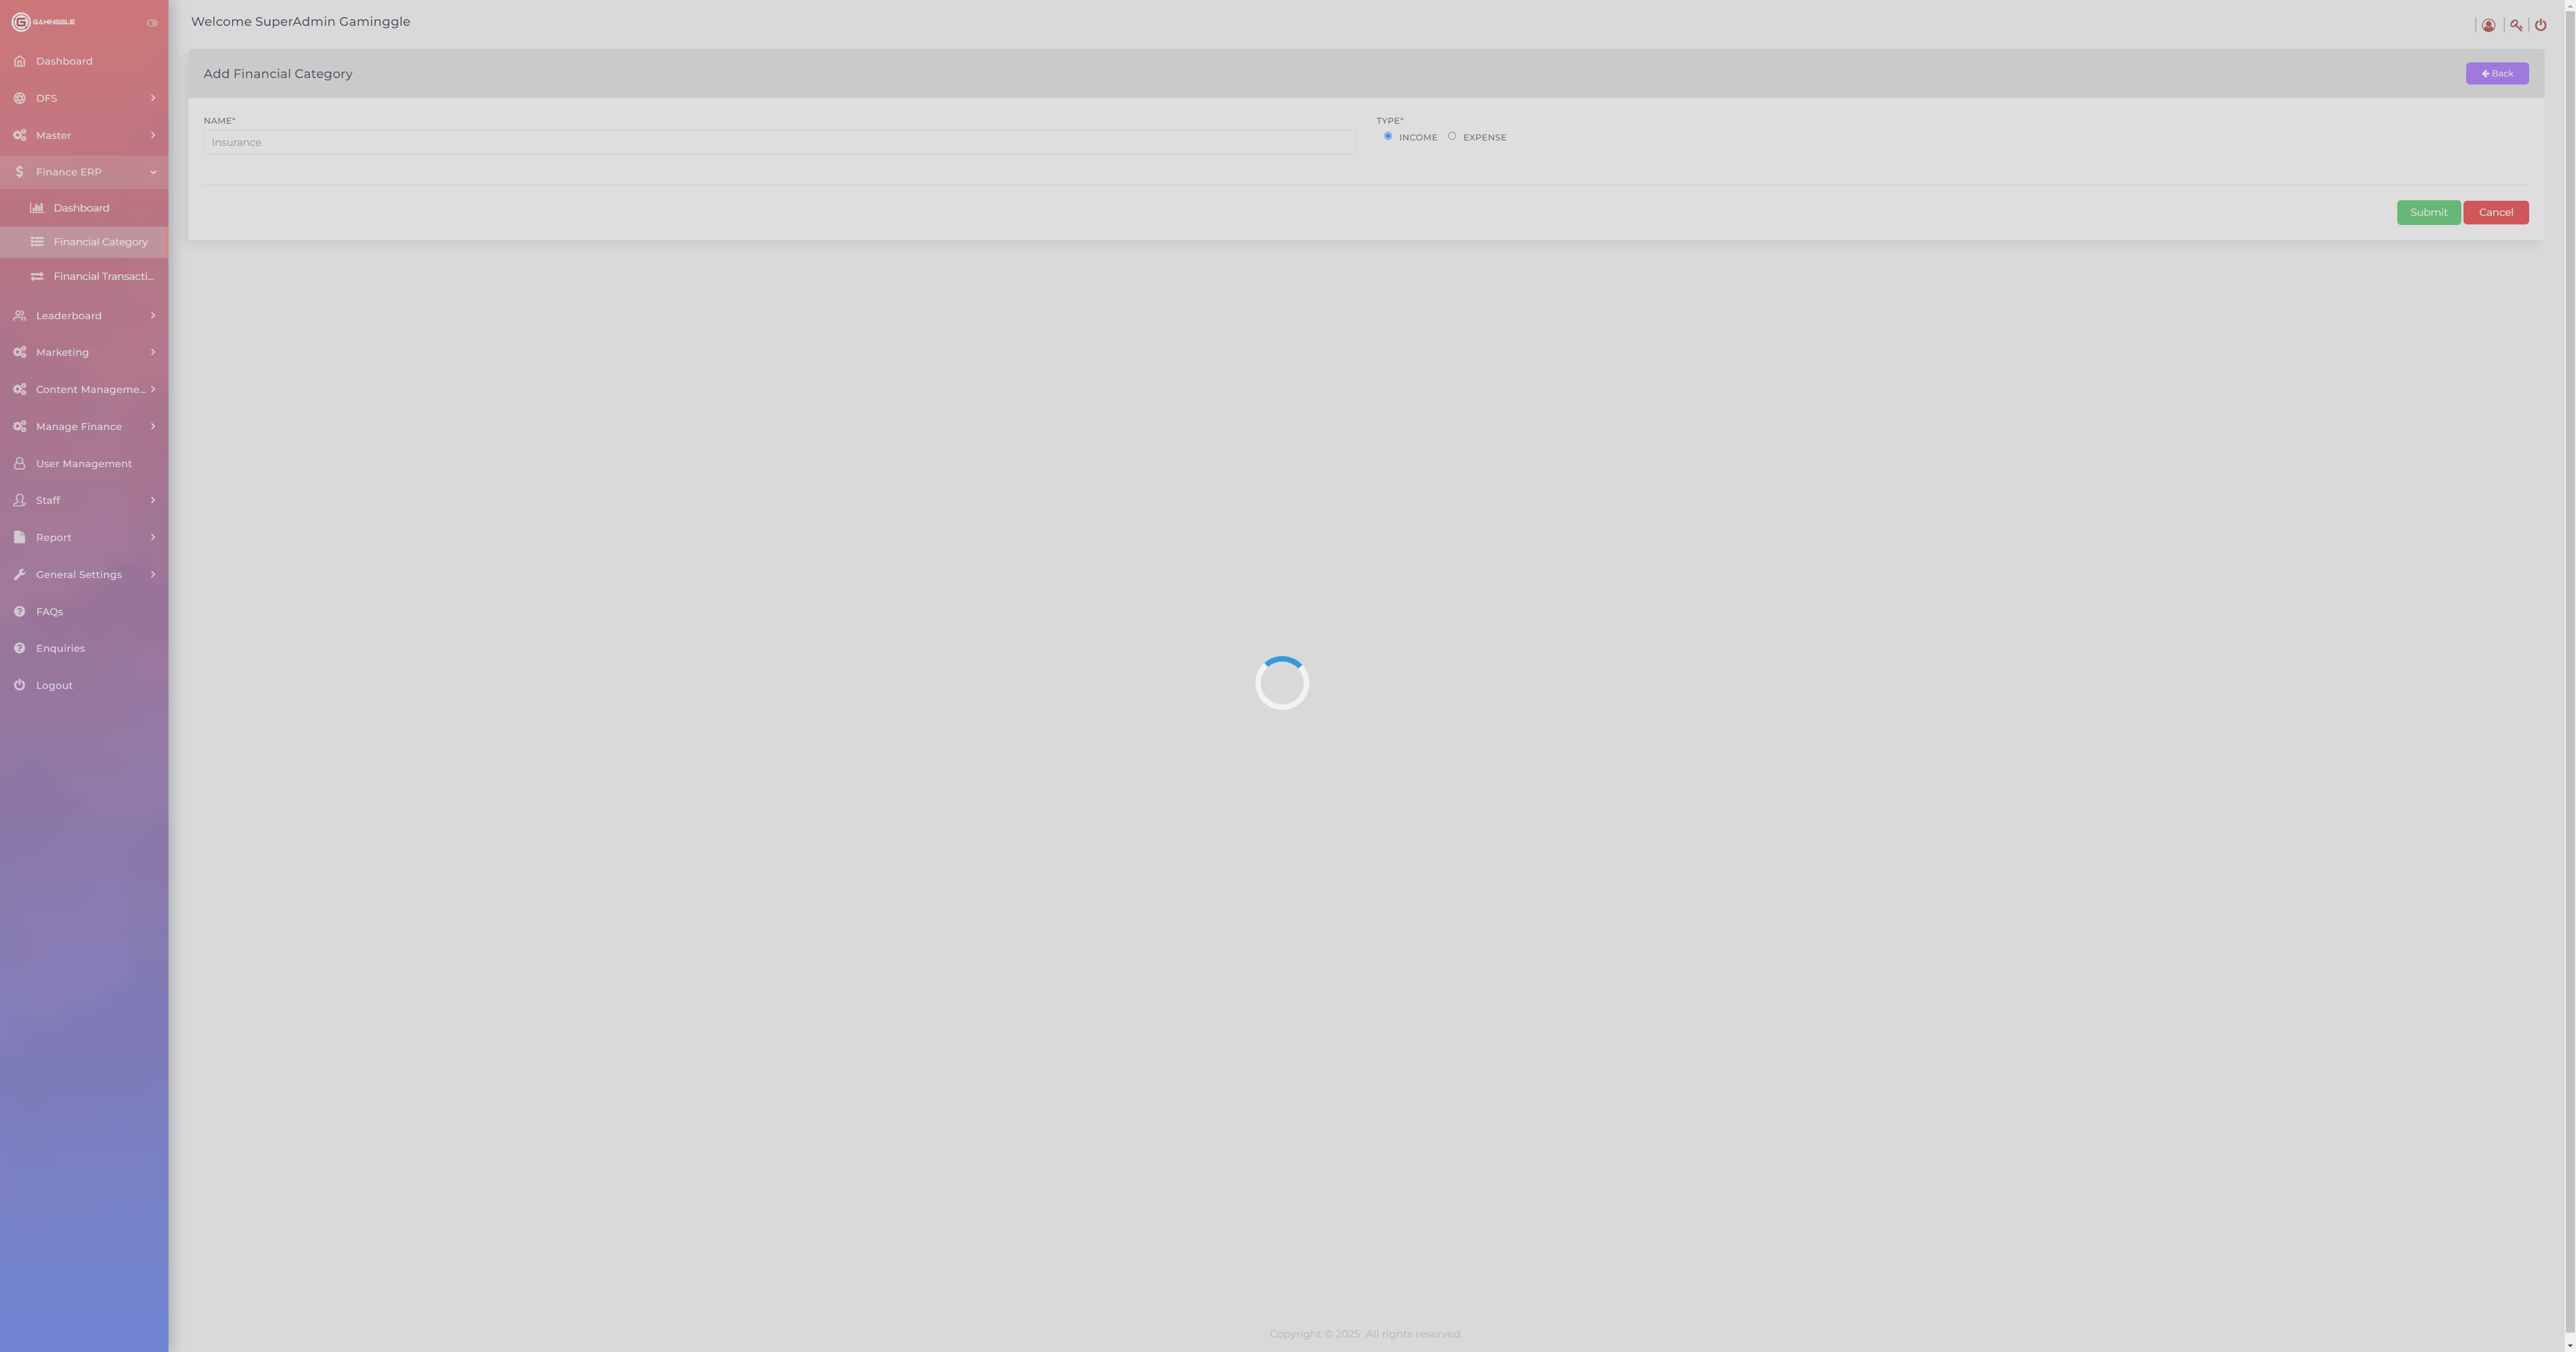 GAMINGGLE
Dashboard
DFS
Master
Finance ERP
Dashboard
Financial Category
Financial Transacti...
Leaderboard
Marketing
Content Manageme...
Manage Finance
User Management
Staff
Report
General Settings
FAQs
Enquiries
Logout
Welcome SuperAdmin Gaminggle
Add Financial Category
Back
NAME*
Insurance
TYPE*
INCOME EXPENSE
Submit Cancel
Copyright © 2025 All rights reserved.